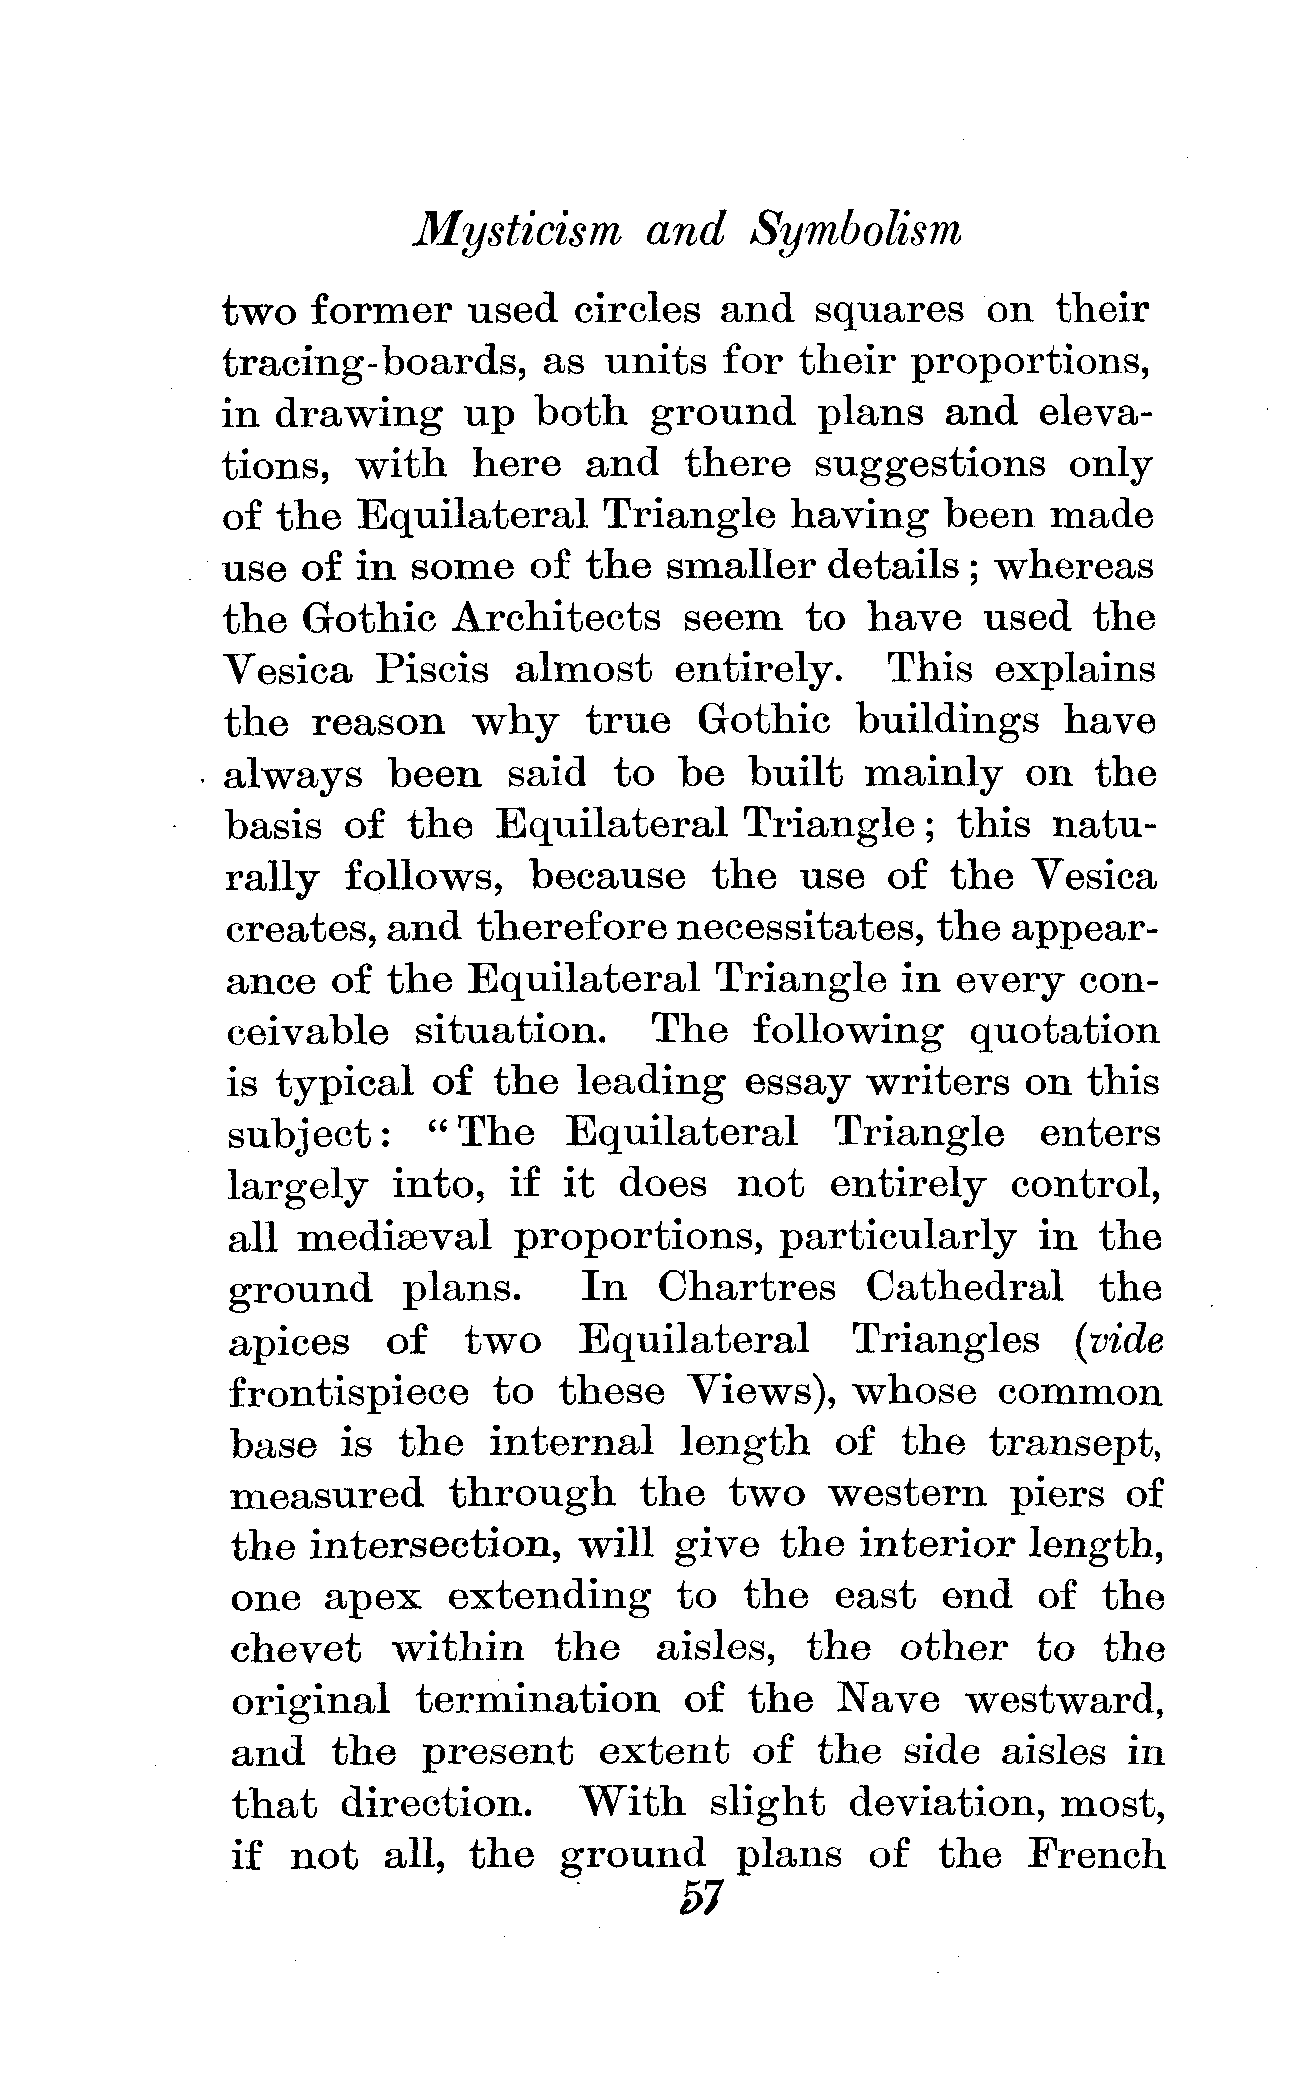 Mysticism and Symbolism
two former used circles and squares on their
tracing-boards, as units for their proportions,
in drawing up both ground plans and eleva-
tions, with here and there suggestions only
of the Equilateral Triangle having been made
use of in some of the smaller details; whereas
the Gothic Architects seem to have used the
Vesica Piscis almost entirely. This explains
the reason why true Gothic buildings have
always been said to be built mainly on the
basis of the Equilateral Triangle; this natu-
rally follows, because the use of the Vesica
creates, and therefore necessitates, the appear-
ance of the Equilateral Triangle in every con-
ceivable situation. The following quotation
is typical of the leading essay writers on this
subject: “The Equilateral Triangle enters
largely into, if it does not entirely control,
all mediæval proportions, particularly in the
ground plans. In Chartres Cathedral the
apices of two Equilateral Triangles (vide
frontispiece to these Views), whose common
base is the internal length of the transept,
measured through the two western piers of
the intersection, will give the interior length,
one apex extending to the east end of the
chevet within the aisles, the other to the
original termination of the Nave westward,
and the present extent of the side aisles in
that direction. With slight deviation, most,
if not all, the ground plans of the French
57